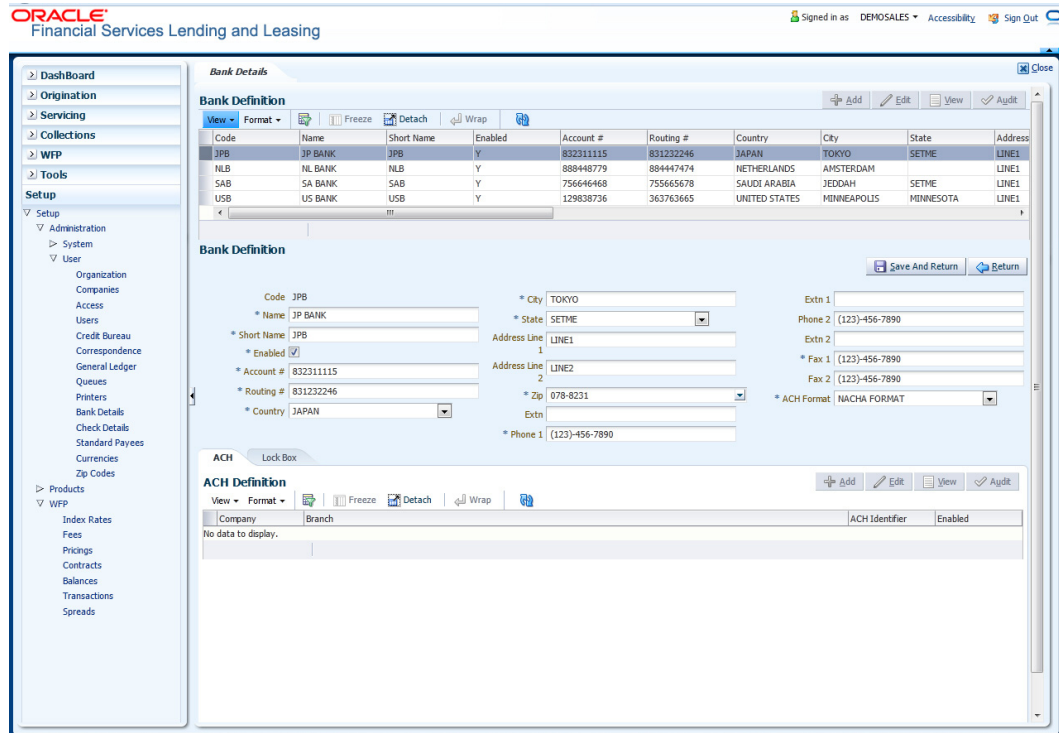 ORACLE
Financial Services Lending and Leasing
Signed in as DEMOSALES Accessibility Sign Out
DashBoard
Origination
Servicing
Collections
WFP
Tools
Setup
Setup
Administration
System
User
Organization
Companies
Access
Users
Credit Bureau
Correspondence
General Ledger
Queues
Printers
Bank Details
Check Details
Standard Payees
Currencies
Zip Codes
Products
WFP
Index Rates
Fees
Pricings
Contracts
Balances
Transactions
Spreads
Bank Details
Close
Bank Definition
Add Edit View Audit
View Format Freeze Detach Wrap
Code Name Short Name Enabled Account # Routing # Country City State Address
JPB JP BANK JPB Y 832311115 831232246 JAPAN TOKYO SETME LINE1
NLB NL BANK NLB Y 888448779 884447474 NETHERLANDS AMSTERDAM LINE1
SAB SA BANK SAB Y 756646468 755665678 SAUDI ARABIA JEDDAH SETME LINE1
USB US BANK USB Y 129838736 363763665 UNITED STATES MINNEAPOLIS MINNESOTA LINE1
Bank Definition
Save And Return Return
Code JPB
* Name JP BANK
* Short Name JPB
* Enabled
* Account # 832311115
* Routing # 831232246
* Country JAPAN
* City TOKYO
* State SETME
Address Line 1 LINE1
Address Line 2 LINE2
* Zip 078-8231
Extn
* Phone 1 (123)-456-7890
Extn 1
Phone 2 (123)-456-7890
Extn 2
* Fax 1 (123)-456-7890
Fax 2 (123)-456-7890
* ACH Format NACHA FORMAT
ACH Lock Box
ACH Definition
Add Edit View Audit
View Format Freeze Detach Wrap
Company Branch ACH Identifier Enabled
No data to display.